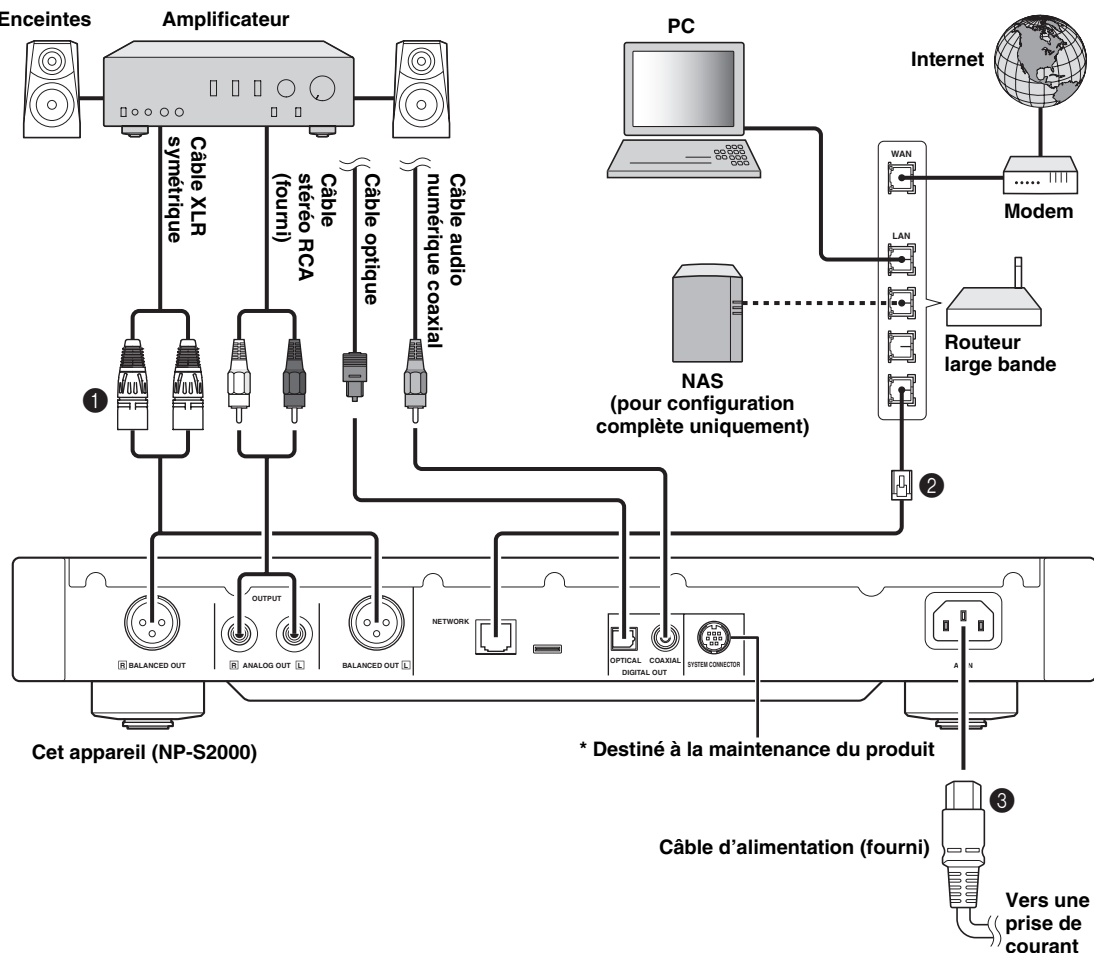 Enceintes
Amplificateur
PC
Internet
WAN
Modem
LAN
Câble XLR
symétrique
Câble
stéréo RCA
(fourni)
Câble optique
Câble audio
numérique coaxial
Routeur
large bande
NAS
(pour configuration
complète uniquement)
1
2
OUTPUT
NETWORK
R BALANCED OUT
R ANALOG OUT L
BALANCED OUT L
OPTICAL COAXIAL
DIGITAL OUT
SYSTEM CONNECTOR
Cet appareil (NP-S2000)
* Destiné à la maintenance du produit
3
Câble d’alimentation (fourni)
Vers une
prise de
courant